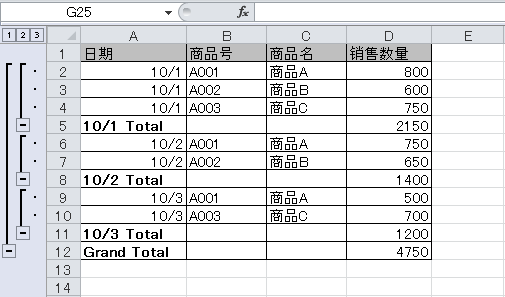 G25 fx
1 2 3
A B C D E
1 日期 商品号 商品名 销售数量
2 10/1 A001 商品A 800
3 10/1 A002 商品B 600
4 10/1 A003 商品C 750
5 10/1 Total 2150
6 10/2 A001 商品A 750
7 10/2 A002 商品B 650
8 10/2 Total 1400
9 10/3 A001 商品A 500
10 10/3 A003 商品C 700
11 10/3 Total 1200
12 Grand Total 4750
13
14